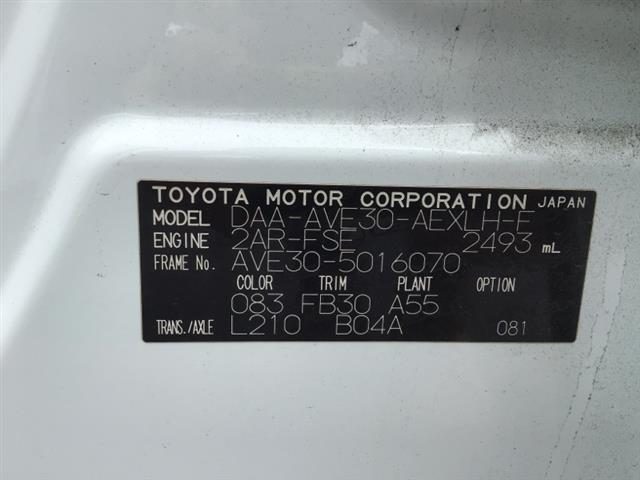 TOYOTA MOTOR CORPORATION JAPAN
MODEL DAA-AVE30-AEXLH-E
ENGINE 2AR-FSE 2493 mL
FRAME No. AVE30-5016070
COLOR TRIM PLANT OPTION
083 FB30 A55
TRANS./AXLE L210 B04A 081